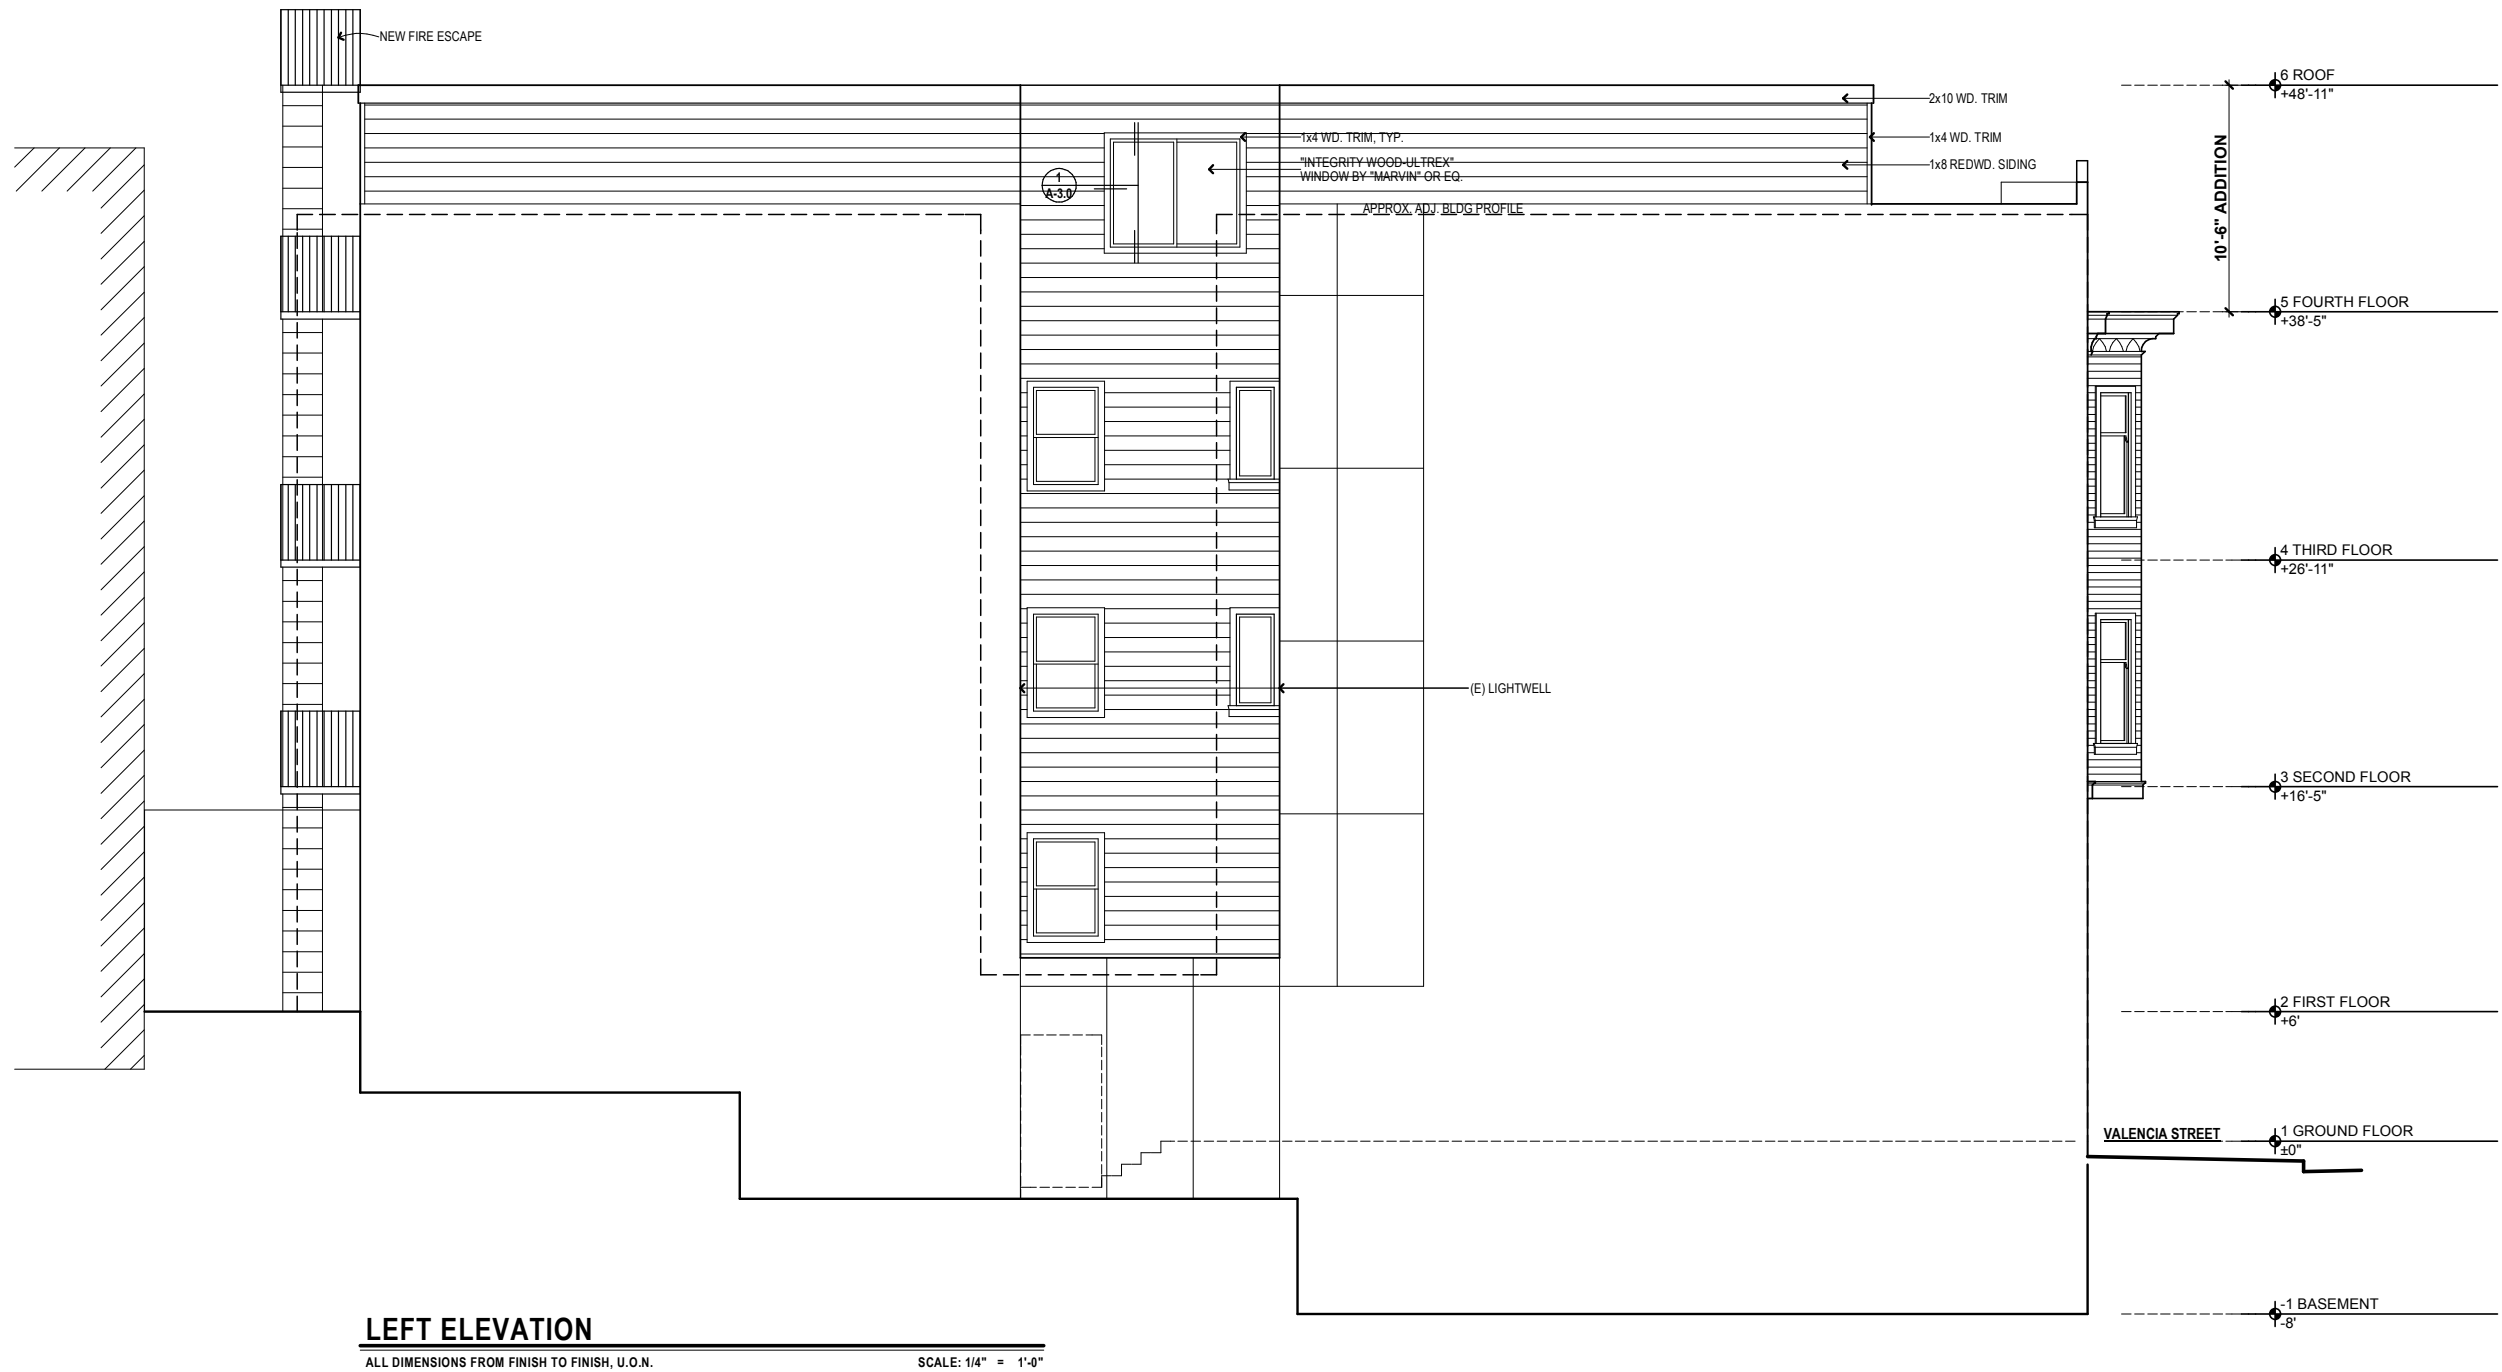 NEW FIRE ESCAPE
6 ROOF
+48'-11"
2x10 WD. TRIM
1x4 WD. TRIM, TYP.
1x4 WD. TRIM
"INTEGRITY WOOD-ULTREX"
WINDOW BY "MARVIN" OR EQ.
1x8 REDWD. SIDING
1
A-3.0
10'-6" ADDITION
APPROX. ADJ. BLDG PROFILE
5 FOURTH FLOOR
+38'-5"
4 THIRD FLOOR
+26'-11"
(E) LIGHTWELL
3 SECOND FLOOR
+16'-5"
2 FIRST FLOOR
+6'
VALENCIA STREET
1 GROUND FLOOR
±0"
-1 BASEMENT
-8'
LEFT ELEVATION
ALL DIMENSIONS FROM FINISH TO FINISH, U.O.N.
SCALE: 1/4" = 1'-0"